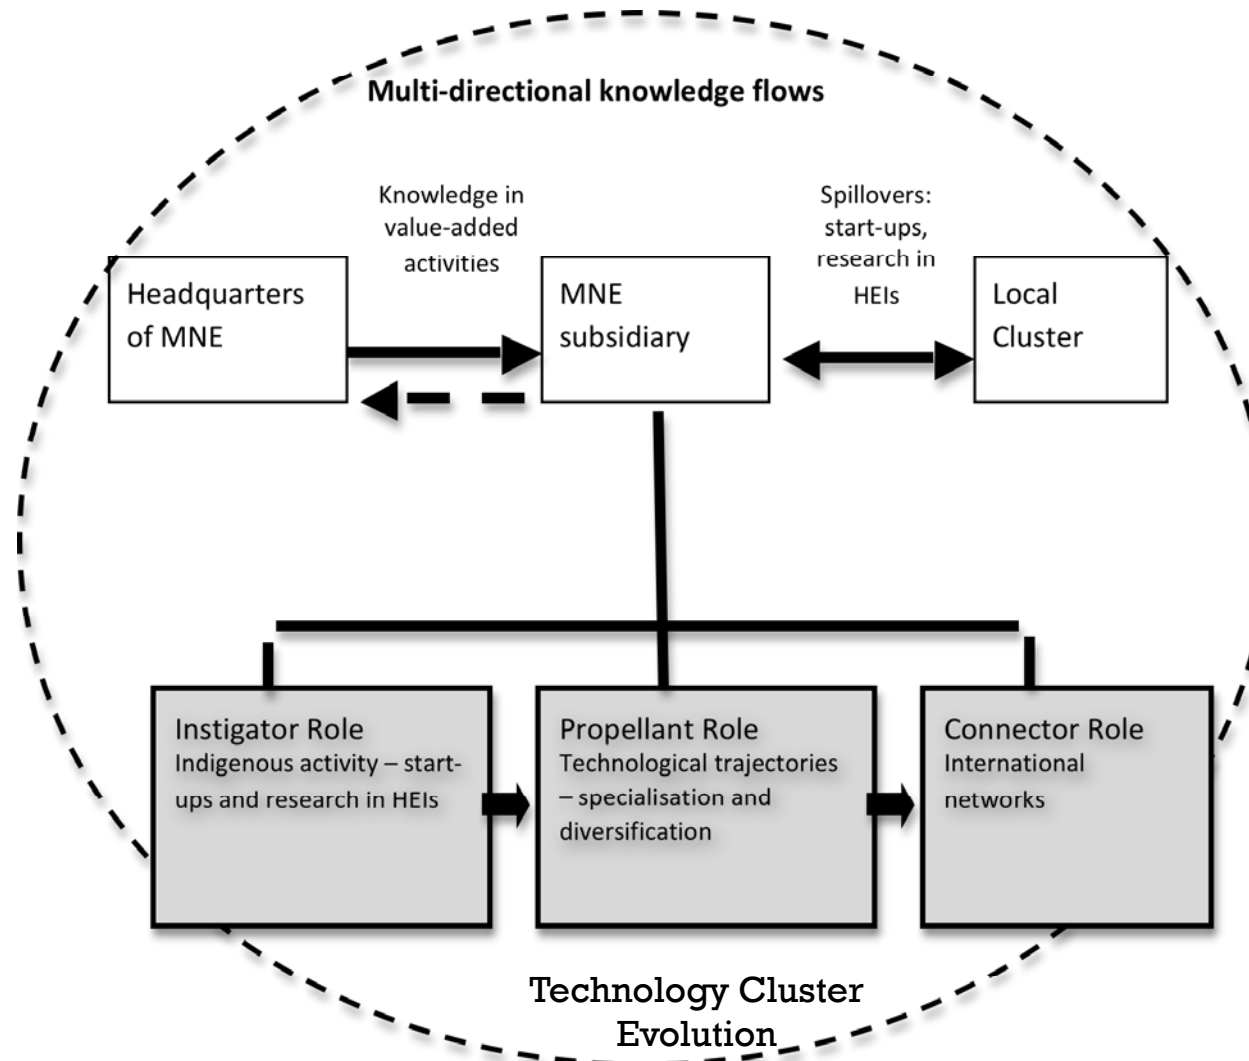 Multi-directional knowledge flows
Knowledge in
value-added
activities
Spillovers:
start-ups,
research in
HEIs
Headquarters
of MNE
MNE
subsidiary
Local
Cluster
Instigator Role
Indigenous activity – start-
ups and research in HEIs
Propellant Role
Technological trajectories
– specialisation and
diversification
Connector Role
International
networks
Technology Cluster
Evolution